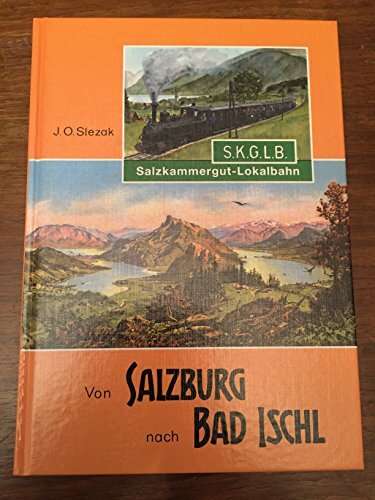 J. O. Slezak
S.K.G.L.B.
Salzkammergut-Lokalbahn
Von SALZBURG
nach BAD ISCHL